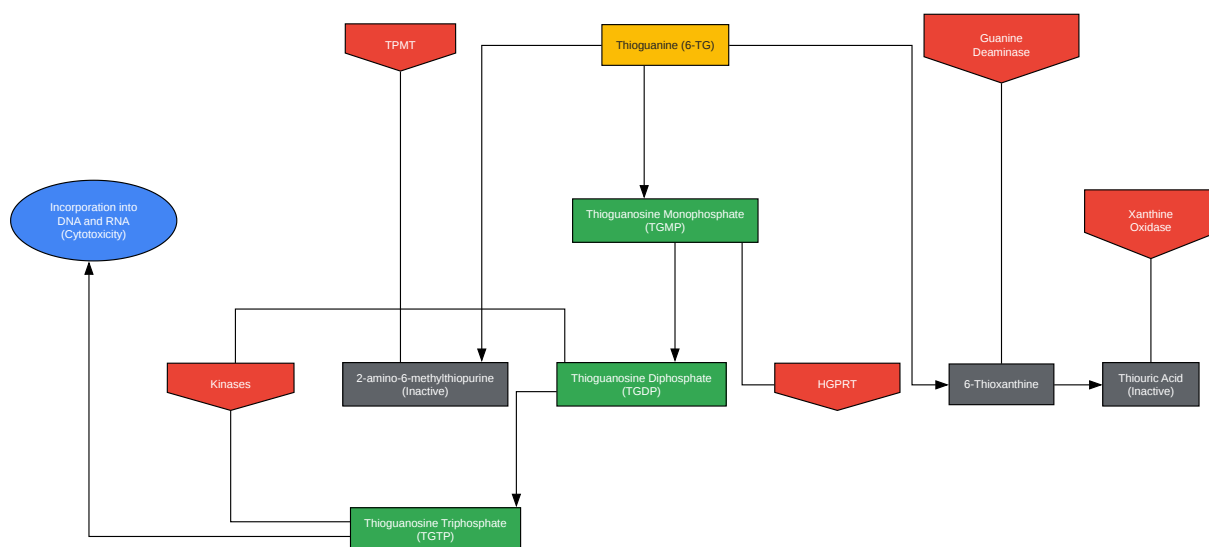 TPMT
Thioguanine (6-TG)
Guanine
Deaminase
Incorporation into
DNA and RNA
(Cytotoxicity)
Thioguanosine Monophosphate
(TGMP)
Xanthine
Oxidase
Kinases
2-amino-6-methylthiopurine
(Inactive)
Thioguanosine Diphosphate
(TGDP)
HGPRT
6-Thioxanthine
Thiouric Acid
(Inactive)
Thioguanosine Triphosphate
(TGTP)